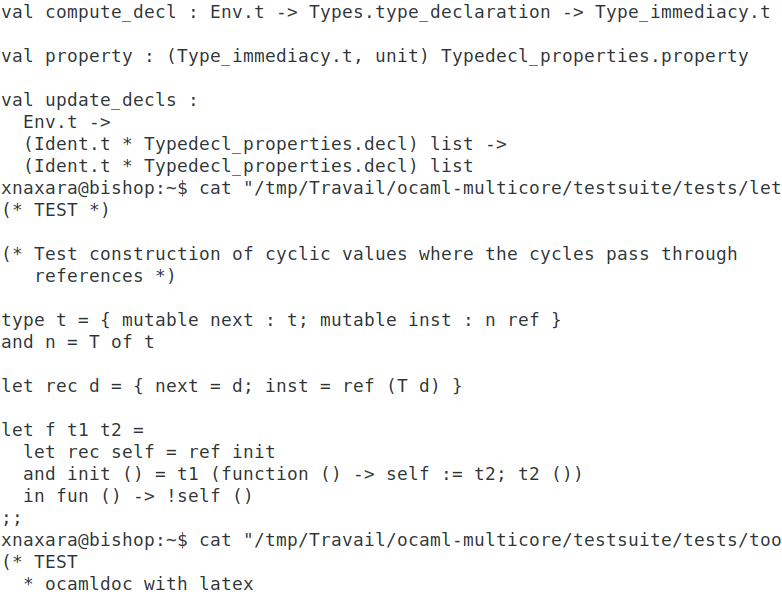 val compute_decl : Env.t -> Types.type_declaration -> Type_immediacy.t
val property : (Type_immediacy.t, unit) Typedecl_properties.property
val update_decls :
  Env.t ->
  (Ident.t * Typedecl_properties.decl) list ->
  (Ident.t * Typedecl_properties.decl) list
xnaxara@bishop:~$ cat "/tmp/Travail/ocaml-multicore/testsuite/tests/let
(* TEST *)
(* Test construction of cyclic values where the cycles pass through
   references *)
type t = { mutable next : t; mutable inst : n ref }
and n = T of t
let rec d = { next = d; inst = ref (T d) }
let f t1 t2 =
  let rec self = ref init
  and init () = t1 (function () -> self := t2; t2 ())
  in fun () -> !self ()
;;
xnaxara@bishop:~$ cat "/tmp/Travail/ocaml-multicore/testsuite/tests/too
(* TEST
  * ocamldoc with latex